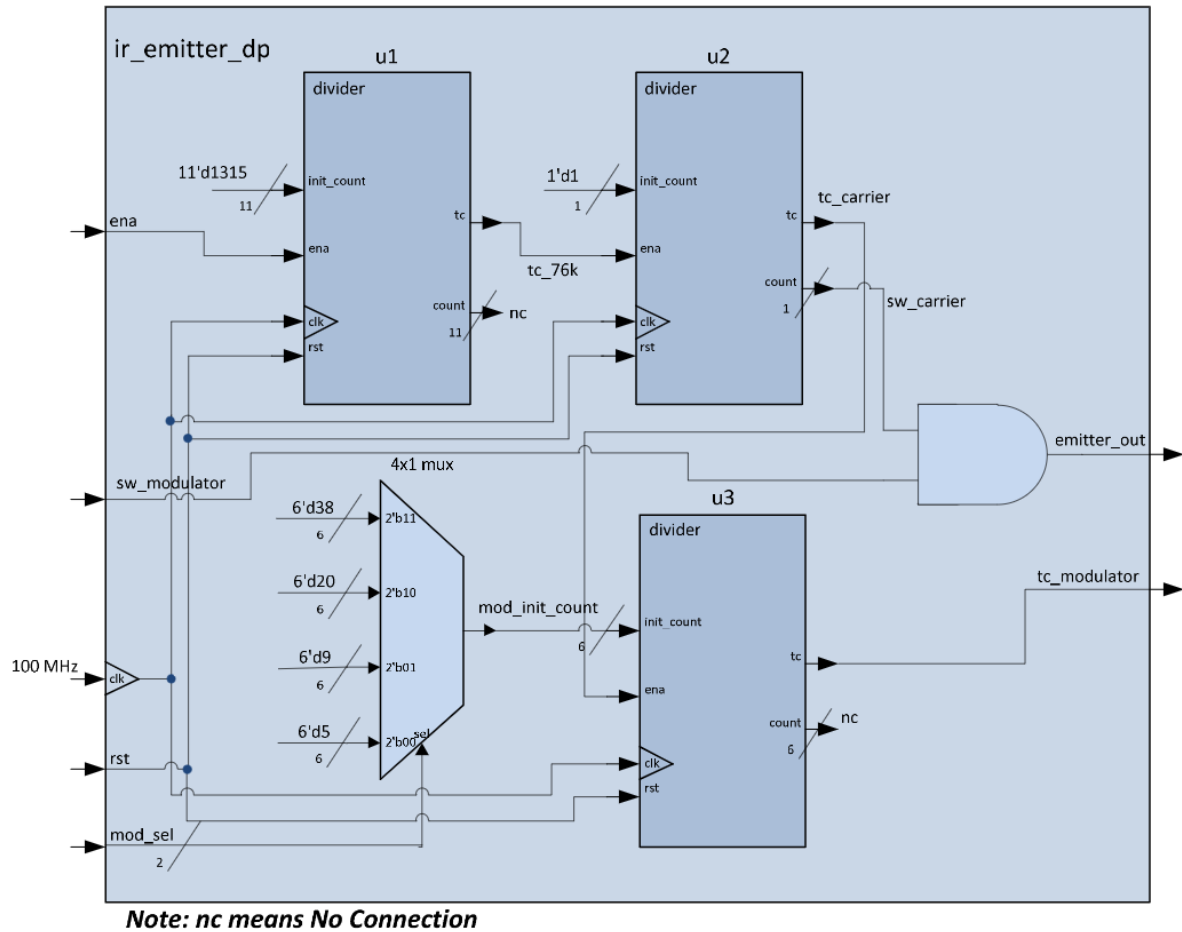 ir_emitter_dp
u1
u2
divider
divider
11'd1315
11
init_count
1'd1
1
init_count
tc
tc
tc_carrier
ena
ena
tc_76k
ena
count
11
nc
count
1
sw_carrier
clk
rst
clk
rst
emitter_out
4x1 mux
sw_modulator
u3
6'd38
6
2'b11
divider
6'd20
6
2'b10
tc_modulator
mod_init_count
6
init_count
100 MHz
clk
6'd9
6
2'b01
tc
ena
6'd5
6
2'b00
sel
count
6
nc
rst
clk
rst
mod_sel
2
Note: nc means No Connection